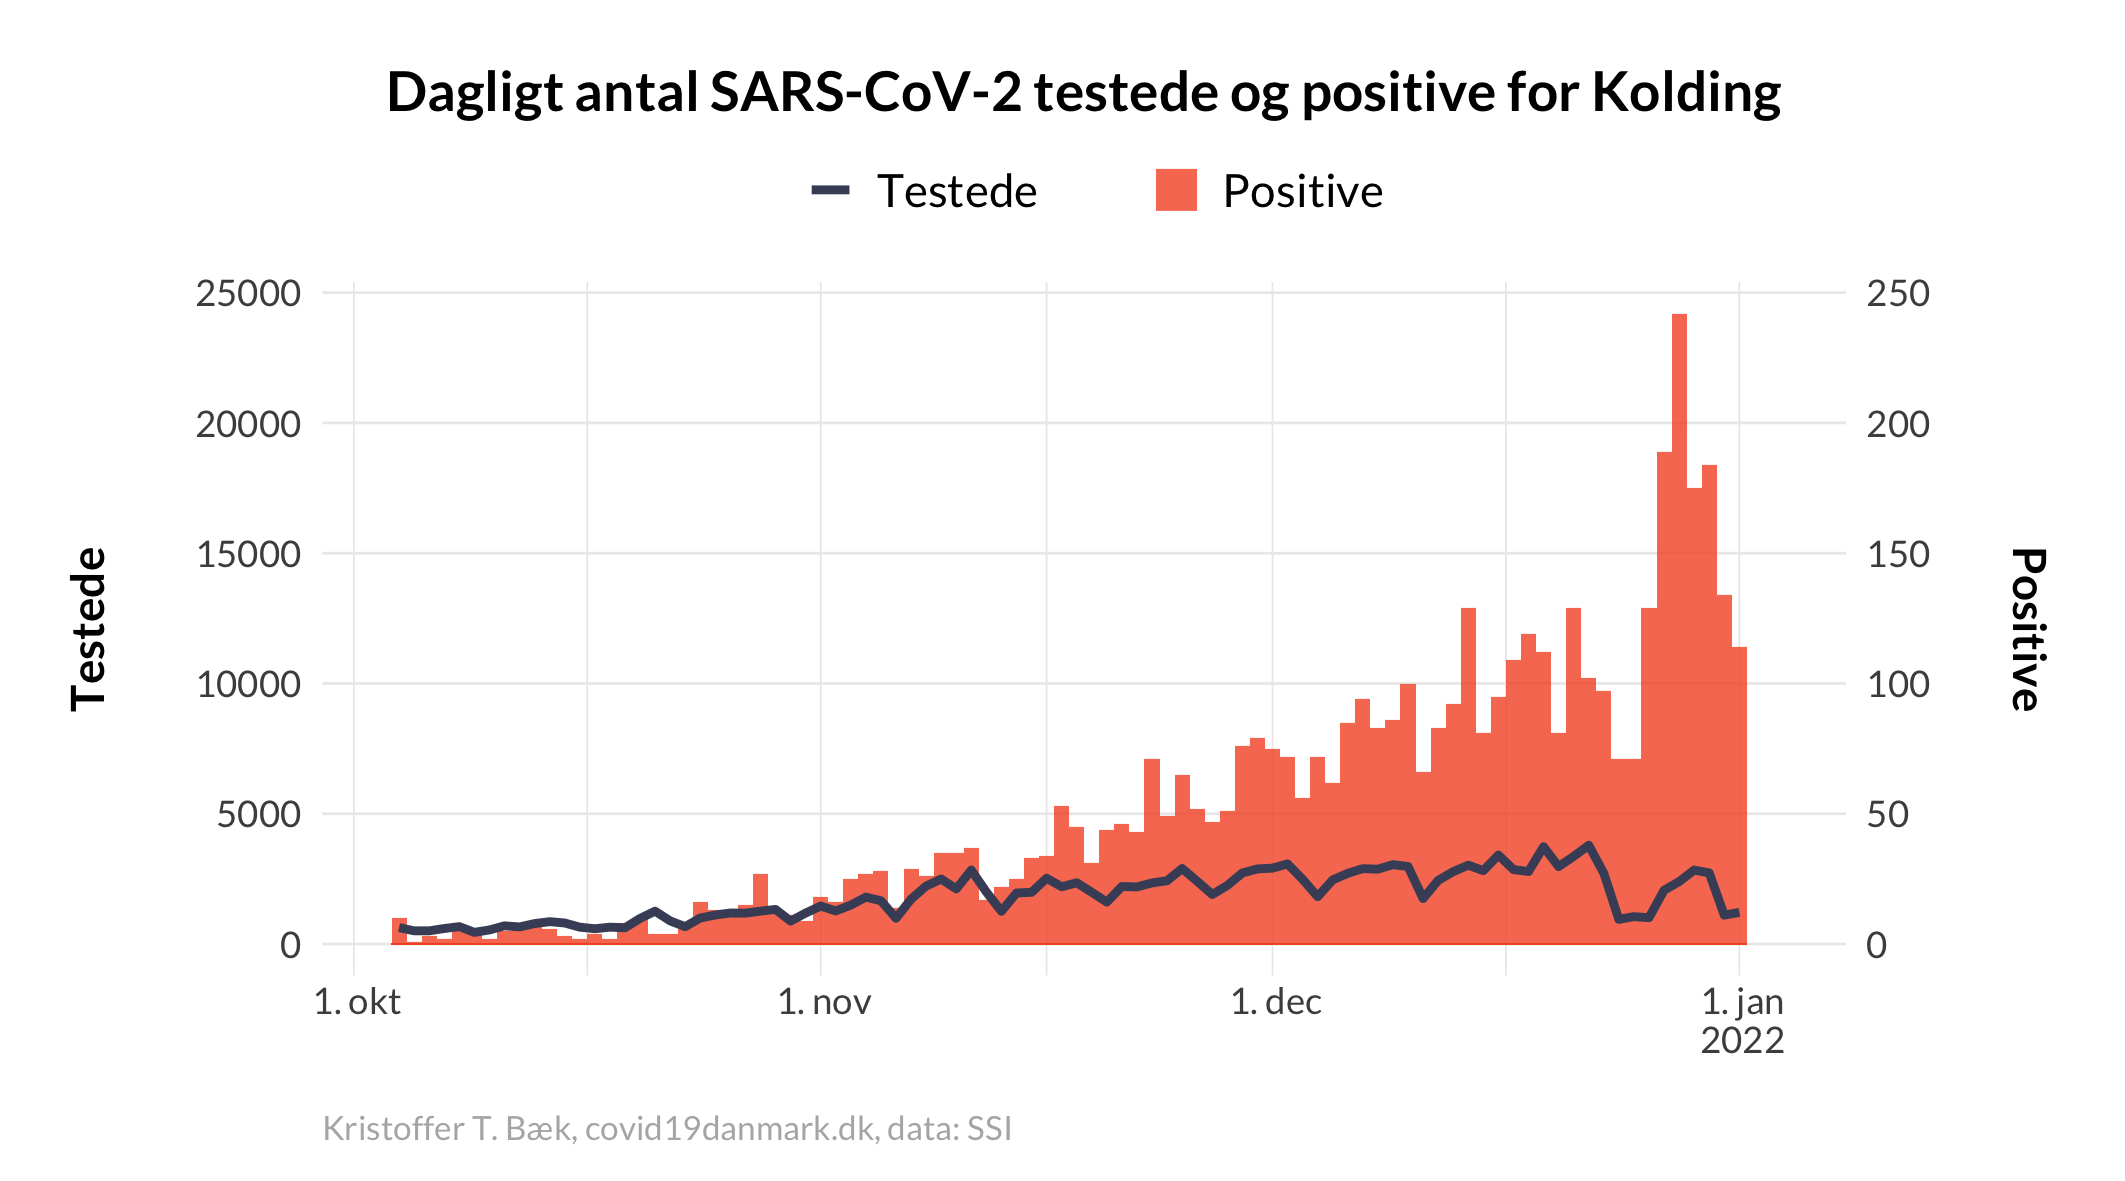 Dagligt antal SARS-CoV-2 testede og positive for Kolding
Testede
Positive
25000
20000
15000
10000
5000
0
250
200
150
100
50
0
Testede
Positive
1. okt
1. nov
1. dec
1. jan
2022
Kristoffer T. Bæk, covid19danmark.dk, data: SSI